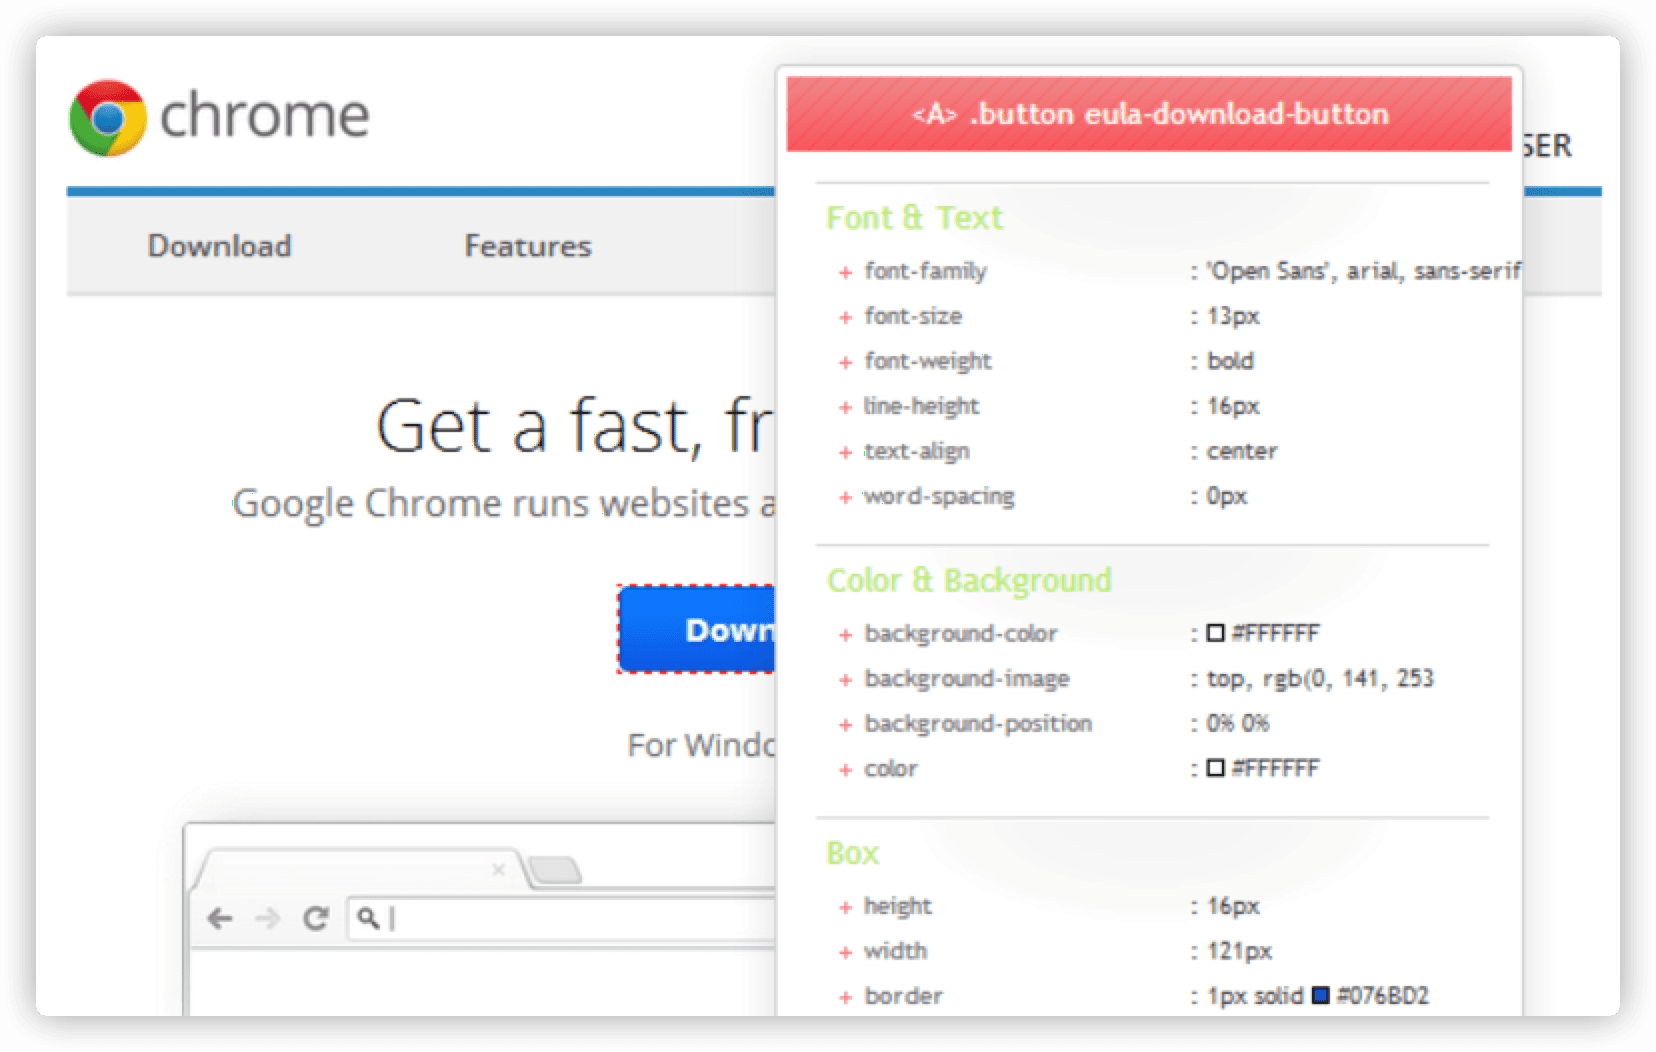 chrome
SER
Download Features
Get a fast, fr
Google Chrome runs websites a
Down
For Windo
<A> .button eula-download-button
Font & Text
+ font-family : 'Open Sans', arial, sans-serif
+ font-size : 13px
+ font-weight : bold
+ line-height : 16px
+ text-align : center
+ word-spacing : 0px
Color & Background
+ background-color : #FFFFFF
+ background-image : top, rgb(0, 141, 253
+ background-position : 0% 0%
+ color : #FFFFFF
Box
+ height : 16px
+ width : 121px
+ border : 1px solid #076BD2